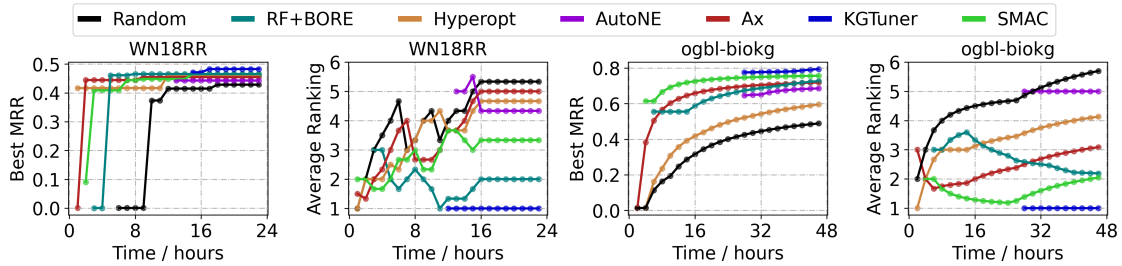 Random RF+BORE Hyperopt AutoNE Ax KGTuner SMAC
WN18RR WN18RR ogbl-biokg ogbl-biokg
Best MRR
0.5
0.4
0.3
0.2
0.1
0.0
0 8 16 24
Time / hours
Average Ranking
6
5
4
3
2
1
0 8 16 24
Time / hours
Best MRR
0.8
0.6
0.4
0.2
0.0
0 16 32 48
Time / hours
Average Ranking
6
5
4
3
2
1
0 16 32 48
Time / hours